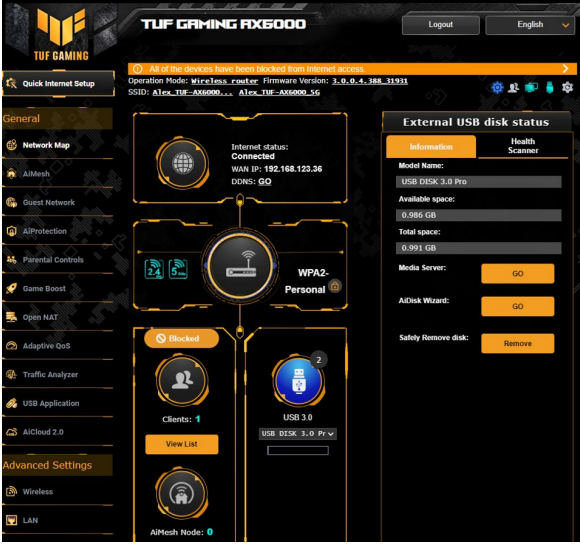 TUF GAMING
TUF GAMING AX6000
Logout
English
All of the devices have been blocked from Internet access.
Operation Mode: Wireless router Firmware Version: 3.0.0.4.388_31931
SSID: Alex_TUF-AX6000... Alex_TUF-AX6000_5G
Quick Internet Setup
General
Network Map
AiMesh
Guest Network
AiProtection
Parental Controls
Game Boost
Open NAT
Adaptive QoS
Traffic Analyzer
USB Application
AiCloud 2.0
Advanced Settings
Wireless
LAN
Internet status:
Connected
WAN IP: 192.168.123.36
DDNS: GO
2.4
5
WPA2-
Personal
Blocked
Clients: 1
View List
AiMesh Node: 0
2
USB 3.0
USB DISK 3.0 Pr
External USB disk status
Information
Health
Scanner
Model Name:
USB DISK 3.0 Pro
Available space:
0.986 GB
Total space:
0.991 GB
Media Server:
GO
AiDisk Wizard:
GO
Safely Remove disk:
Remove